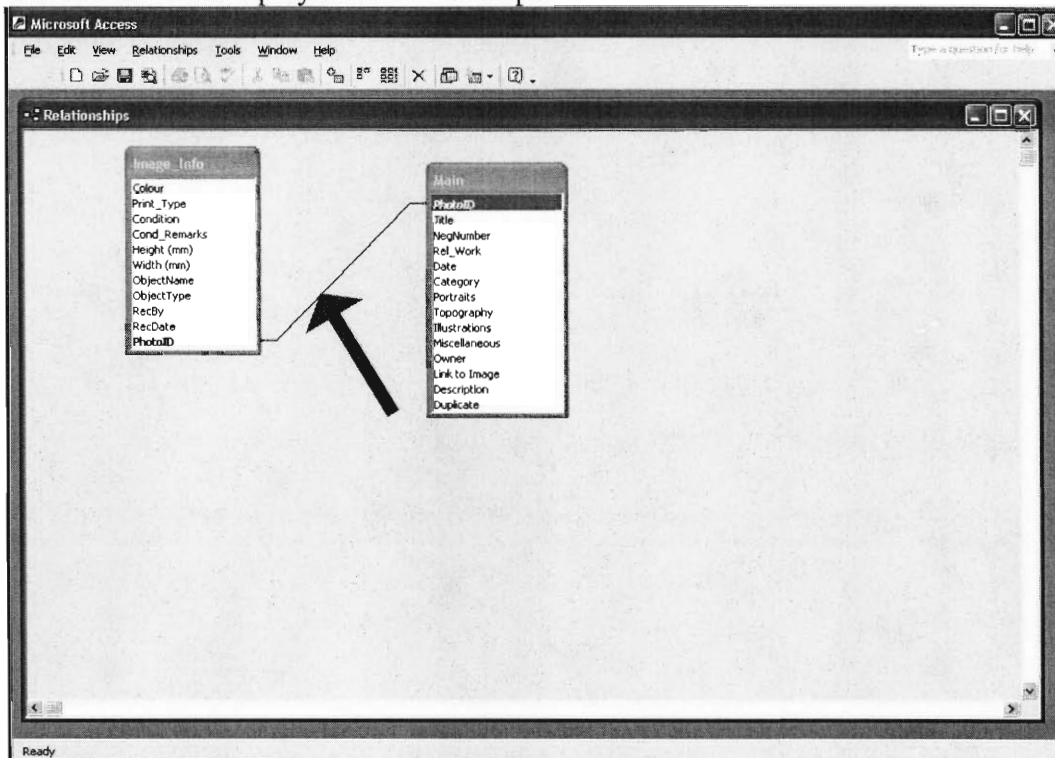 Microsoft Access
File Edit View Relationships Tools Window Help
Type a question for help
Relationships
Image_Info
Colour
Print_Type
Condition
Cond_Remarks
Height (mm)
Width (mm)
ObjectName
ObjectType
RecBy
RecDate
PhotoID
Main
PhotoID
Title
NegNumber
Rel_Work
Date
Category
Portraits
Topography
Illustrations
Miscellaneous
Owner
Link to Image
Description
Duplicate
Ready